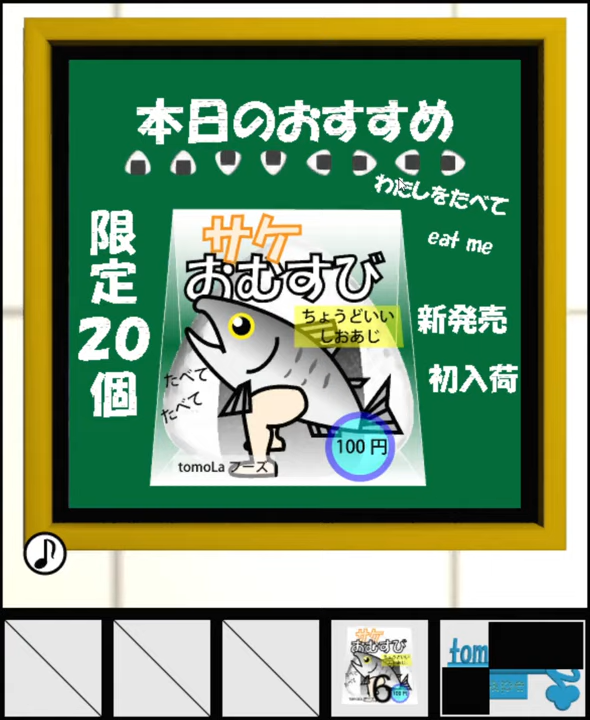 本日のおすすめ
わたしをたべて
eat me
限定20個
サケ
おむすび
ちょうどいい
しおあじ
新発売
初入荷
たべて
たべて
100円
tomoLa フーズ
サケ
おむすび
6
100円
tom